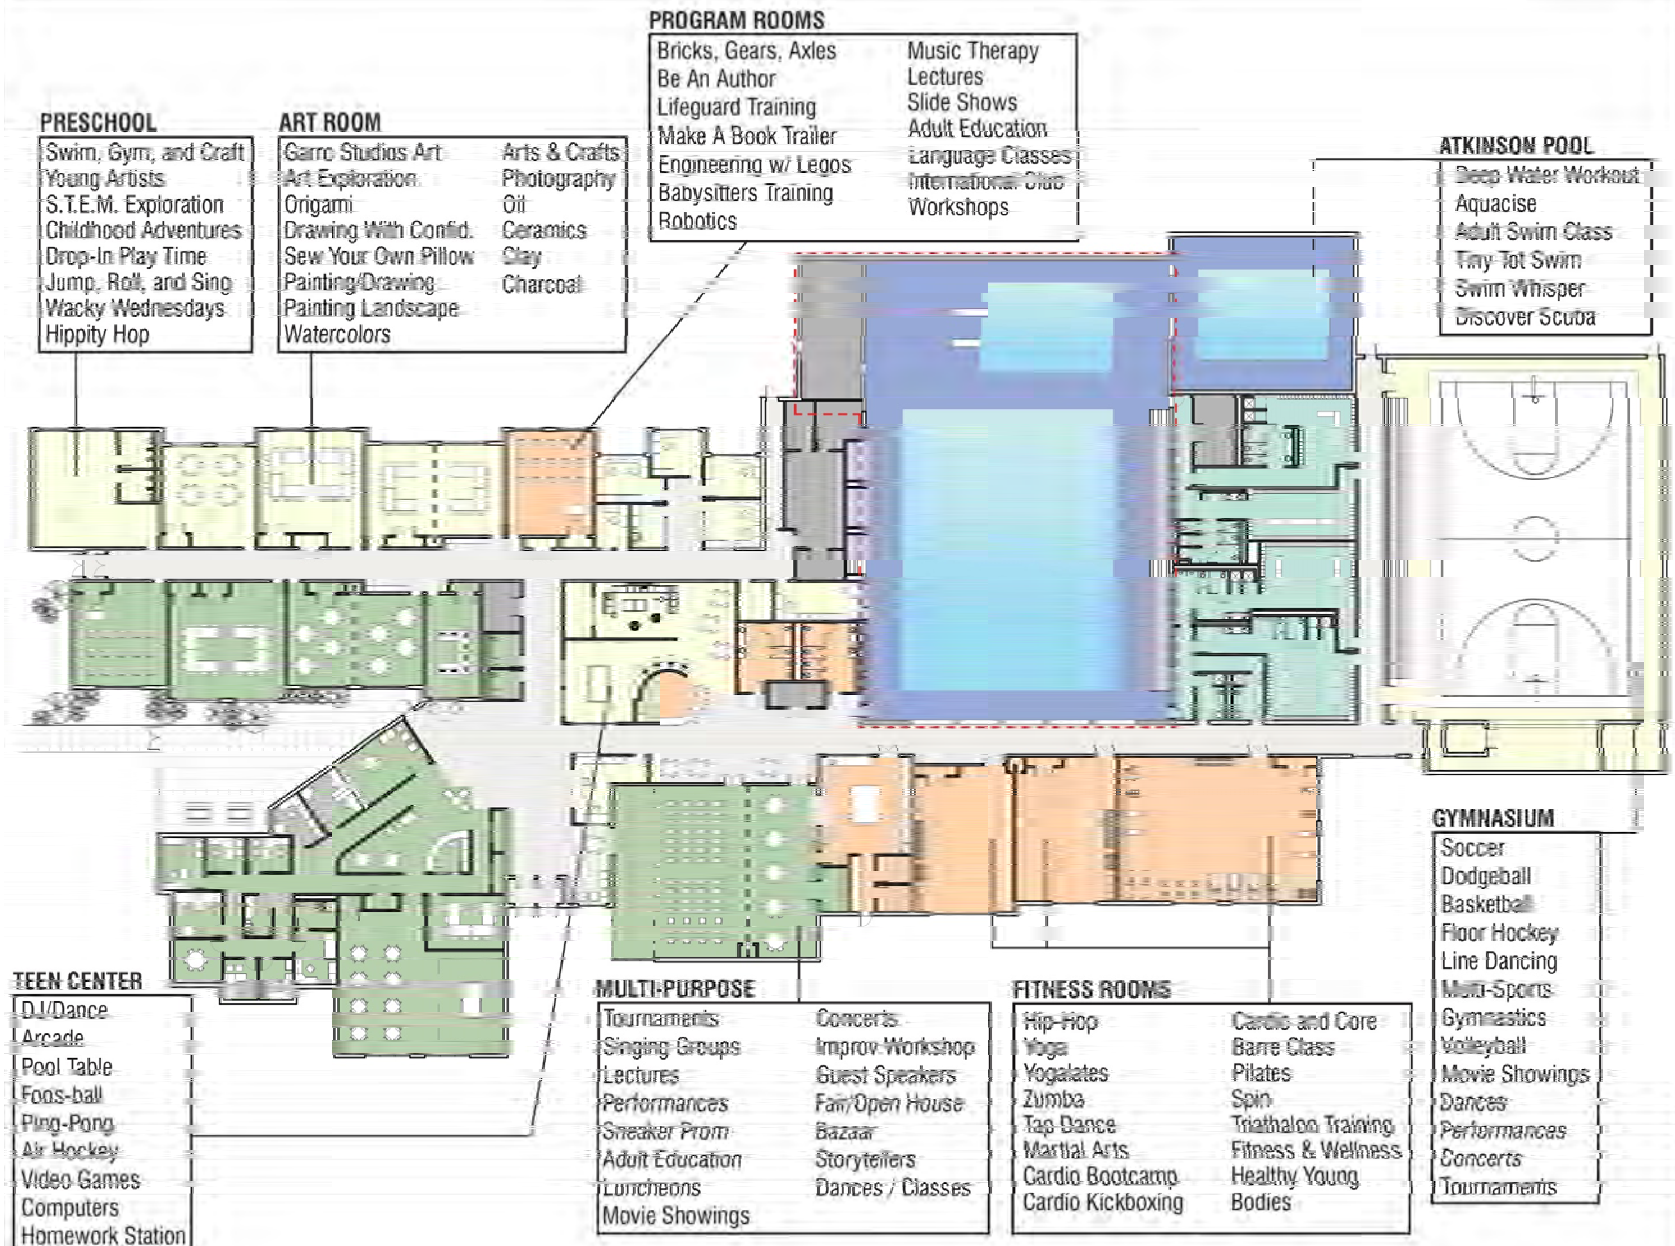 PROGRAM ROOMS
Bricks, Gears, Axles
Be An Author
Lifeguard Training
Make A Book Trailer
Engineering w/ Legos
Babysitters Training
Robotics
Music Therapy
Lectures
Slide Shows
Adult Education
Language Classes
International Club
Workshops
PRESCHOOL
Swim, Gym, and Craft
Young Artists
S.T.E.M. Exploration
Childhood Adventures
Drop-In Play Time
Jump, Roll, and Sing
Wacky Wednesdays
Hippity Hop
ART ROOM
Garro Studios Art
Art Exploration
Origami
Drawing With Confid.
Sew Your Own Pillow
Painting/Drawing
Painting Landscape
Watercolors
Arts & Crafts
Photography
Oil
Ceramics
Clay
Charcoal
ATKINSON POOL
Deep Water Workout
Aquacise
Adult Swim Class
Tiny Tot Swim
Swim Whisper
Discover Scuba
GYMNASIUM
Soccer
Dodgeball
Basketball
Floor Hockey
Line Dancing
Multi-Sports
Gymnastics
Volleyball
Movie Showings
Dances
Performances
Concerts
Tournaments
TEEN CENTER
DJ/Dance
Arcade
Pool Table
Foos-ball
Ping-Pong
Air Hockey
Video Games
Computers
Homework Station
MULTI-PURPOSE
Tournaments
Singing Groups
Lectures
Performances
Sneaker Prom
Adult Education
Luncheons
Movie Showings
Concerts
Improv Workshop
Guest Speakers
Fair/Open House
Bazaar
Storytellers
Dances / Classes
FITNESS ROOMS
Hip-Hop
Yoga
Yogalates
Zumba
Tap Dance
Martial Arts
Cardio Bootcamp
Cardio Kickboxing
Cardio and Core
Barre Class
Pilates
Spin
Triathalon Training
Fitness & Wellness
Healthy Young
Bodies